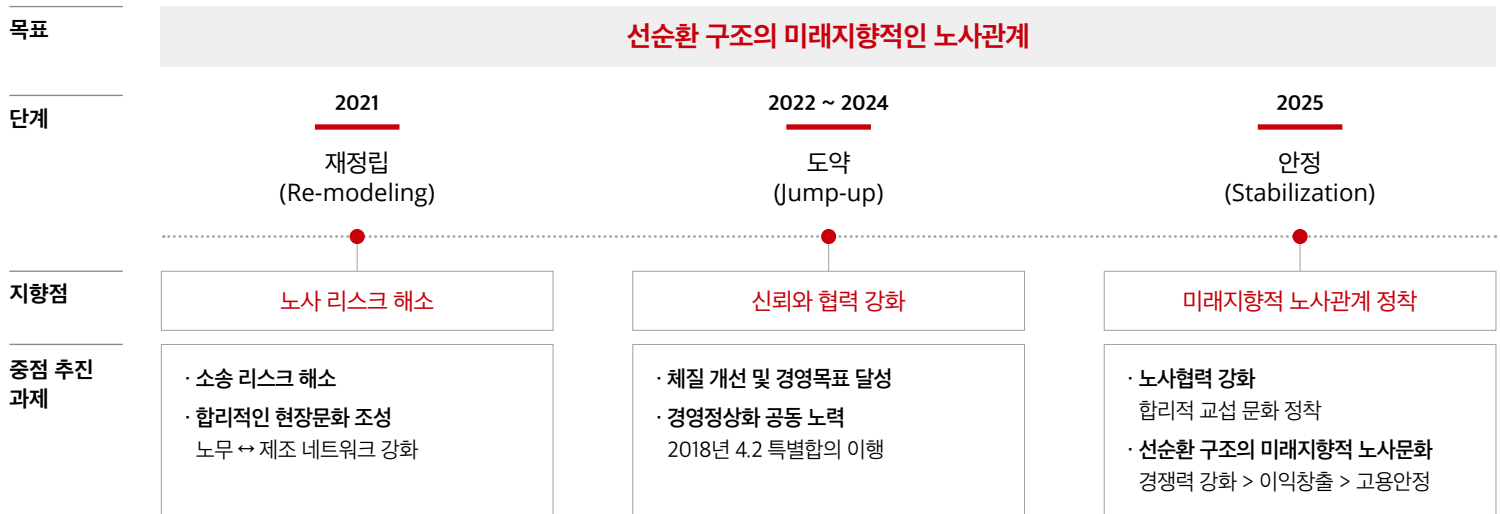 목표
선순환 구조의 미래지향적인 노사관계
단계
2021
2022 ~ 2024
2025
재정립
(Re-modeling)
도약
(Jump-up)
안정
(Stabilization)
지향점
노사 리스크 해소
신뢰와 협력 강화
미래지향적 노사관계 정착
중점 추진
과제
· 소송 리스크 해소
· 합리적인 현장문화 조성
노무 ↔ 제조 네트워크 강화
· 체질 개선 및 경영목표 달성
· 경영정상화 공동 노력
2018년 4.2 특별합의 이행
· 노사협력 강화
합리적 교섭 문화 정착
· 선순환 구조의 미래지향적 노사문화
경쟁력 강화 > 이익창출 > 고용안정